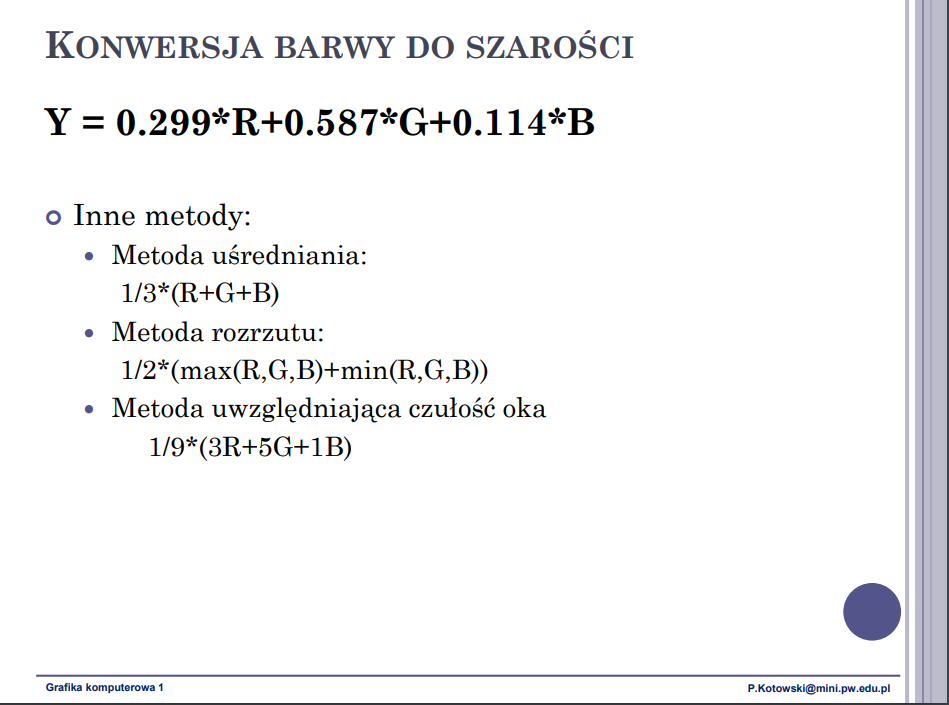 KONWERSJA BARWY DO SZAROŚCI
Y = 0.299*R+0.587*G+0.114*B
Inne metody:
Metoda uśredniania:
1/3*(R+G+B)
Metoda rozrzutu:
1/2*(max(R,G,B)+min(R,G,B))
Metoda uwzględniająca czułość oka
1/9*(3R+5G+1B)
Grafika komputerowa 1
P.Kotowski@mini.pw.edu.pl